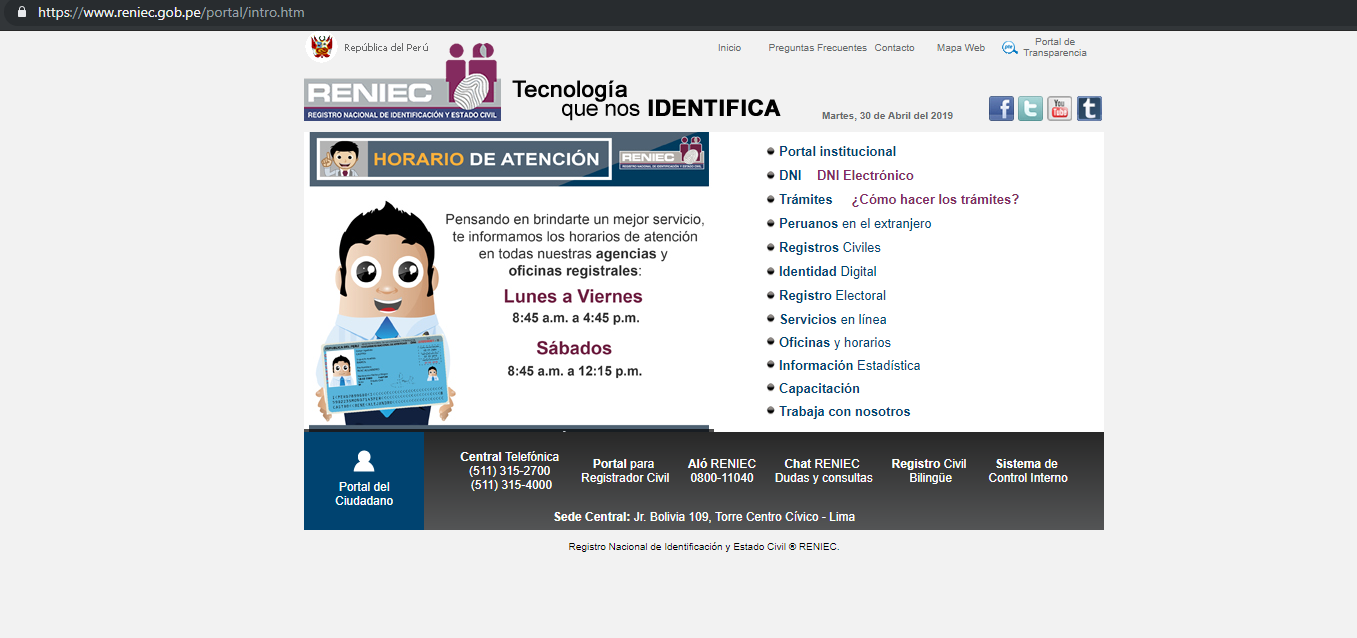 https://www.reniec.gob.pe/portal/intro.htm
República del Perú
Inicio
Preguntas Frecuentes
Contacto
Mapa Web
Portal de
Transparencia
RENIEC
REGISTRO NACIONAL DE IDENTIFICACIÓN Y ESTADO CIVIL
Tecnología
que nos IDENTIFICA
Martes, 30 de Abril del 2019
You
Tube
HORARIO DE ATENCIÓN
RENIEC
Pensando en brindarte un mejor servicio,
te informamos los horarios de atención
en todas nuestras agencias y
oficinas registrales:
Lunes a Viernes
8:45 a.m. a 4:45 p.m.
Sábados
8:45 a.m. a 12:15 p.m.
Portal institucional
DNI DNI Electrónico
Trámites ¿Cómo hacer los trámites?
Peruanos en el extranjero
Registros Civiles
Identidad Digital
Registro Electoral
Servicios en línea
Oficinas y horarios
Información Estadística
Capacitación
Trabaja con nosotros
Portal del
Ciudadano
Central Telefónica
(511) 315-2700
(511) 315-4000
Portal para
Registrador Civil
Aló RENIEC
0800-11040
Chat RENIEC
Dudas y consultas
Registro Civil
Bilingüe
Sistema de
Control Interno
Sede Central: Jr. Bolivia 109, Torre Centro Cívico - Lima
Registro Nacional de Identificación y Estado Civil ® RENIEC.